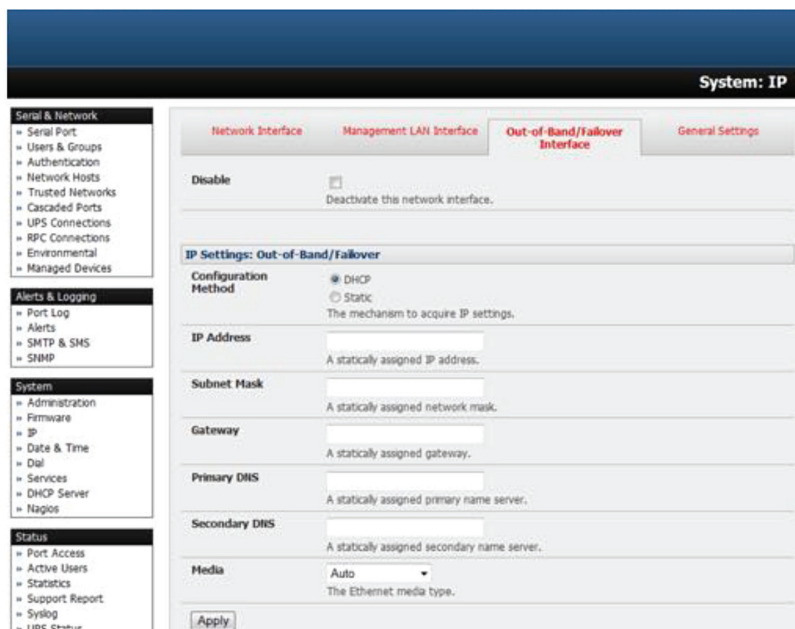 System: IP
Serial & Network
» Serial Port
» Users & Groups
» Authentication
» Network Hosts
» Trusted Networks
» Cascaded Ports
» UPS Connections
» RPC Connections
» Environmental
» Managed Devices
Alerts & Logging
» Port Log
» Alerts
» SMTP & SMS
» SNMP
System
» Administration
» Firmware
» IP
» Date & Time
» Dial
» Services
» DHCP Server
» Nagios
Status
» Port Access
» Active Users
» Statistics
» Support Report
» Syslog
» UPS Status
Network Interface
Management LAN Interface
Out-of-Band/Failover
Interface
General Settings
Disable
Deactivate this network interface.
IP Settings: Out-of-Band/Failover
Configuration
Method
DHCP
Static
The mechanism to acquire IP settings.
IP Address
A statically assigned IP address.
Subnet Mask
A statically assigned network mask.
Gateway
A statically assigned gateway.
Primary DNS
A statically assigned primary name server.
Secondary DNS
A statically assigned secondary name server.
Media
Auto
The Ethernet media type.
Apply